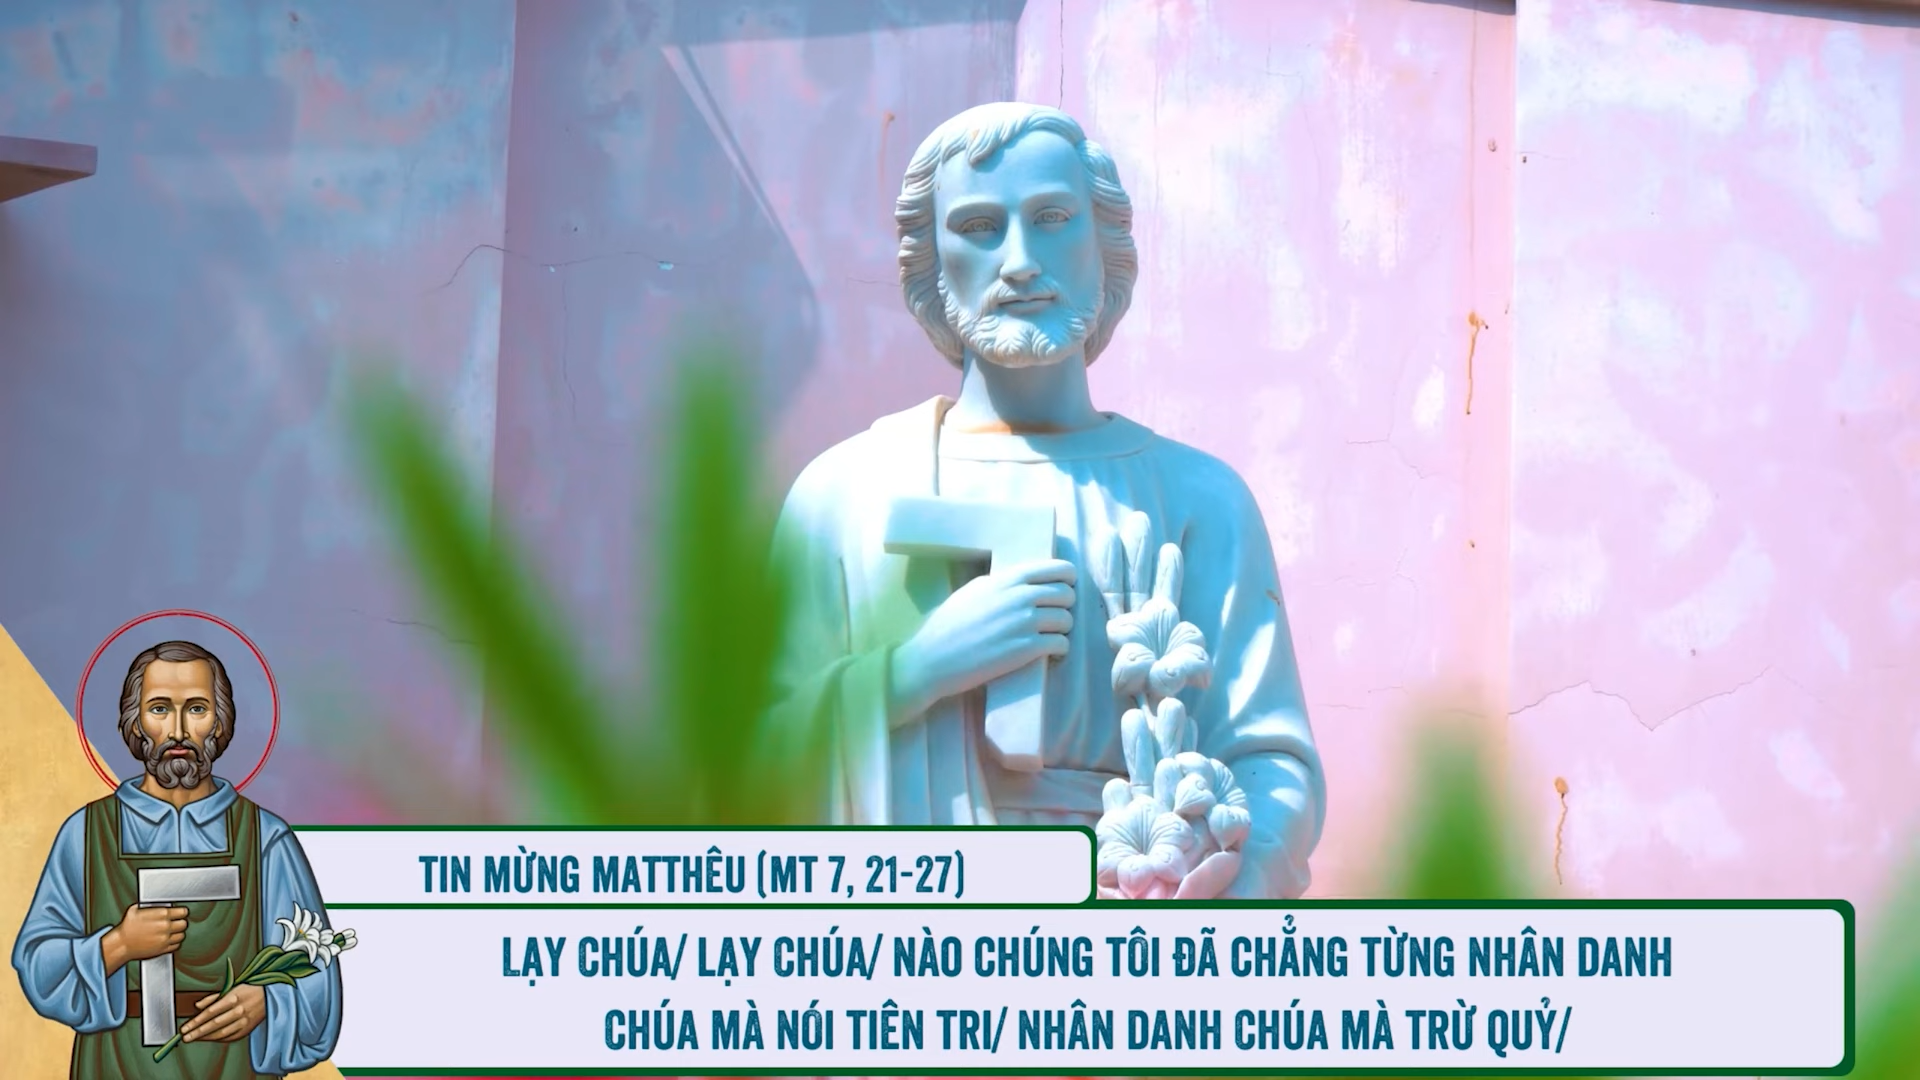 TIN MỪNG MATTHÊU (MT 7, 21-27)
LẠY CHÚA/ LẠY CHÚA/ NÀO CHÚNG TÔI ĐÃ CHẲNG TỪNG NHÂN DANH
CHÚA MÀ NÓI TIÊN TRI/ NHÂN DANH CHÚA MÀ TRỪ QUỶ/